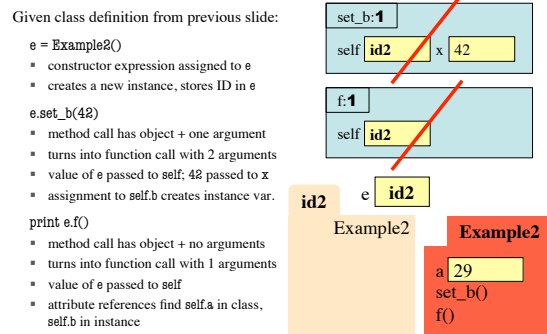 Given class definition from previous slide:
e = Example2()
▪ constructor expression assigned to e
▪ creates a new instance, stores ID in e
e.set_b(42)
▪ method call has object + one argument
▪ turns into function call with 2 arguments
▪ value of e passed to self; 42 passed to x
▪ assignment to self.b creates instance var.
print e.f()
▪ method call has object + no arguments
▪ turns into function call with 1 arguments
▪ value of e passed to self
▪ attribute references find self.a in class,
self.b in instance
set_b:1
self id2 x 42
f:1
self id2
e id2
id2
Example2
Example2
a 29
set_b()
f()